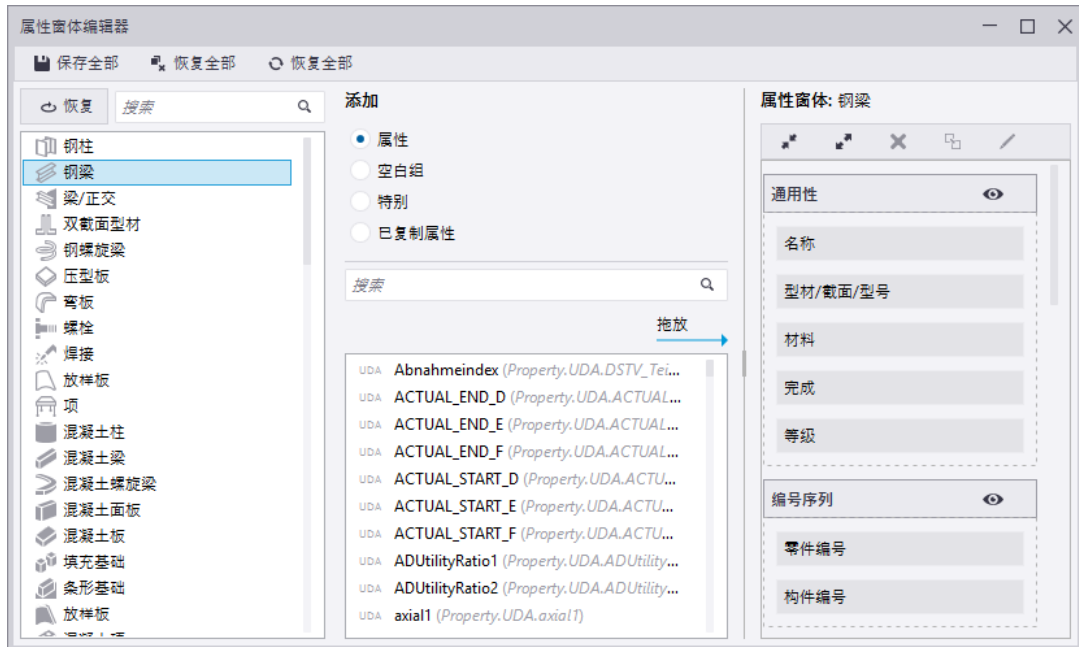 属性窗体编辑器
保存全部 恢复全部 恢复全部
恢复 搜索
钢柱
钢梁
梁/正交
双截面型材
钢螺旋梁
压型板
弯板
螺栓
焊接
放样板
项
混凝土柱
混凝土梁
混凝土螺旋梁
混凝土面板
混凝土板
填充基础
条形基础
放样板
添加
属性
空白组
特别
已复制属性
搜索
拖放
UDA Abnahmeindex (Property.UDA.DSTV_Tei...
UDA ACTUAL_END_D (Property.UDA.ACTUAL...
UDA ACTUAL_END_E (Property.UDA.ACTUAL...
UDA ACTUAL_END_F (Property.UDA.ACTUAL...
UDA ACTUAL_START_D (Property.UDA.ACTU...
UDA ACTUAL_START_E (Property.UDA.ACTU...
UDA ACTUAL_START_F (Property.UDA.ACTU...
UDA ADUtilityRatio1 (Property.UDA.ADUtility...
UDA ADUtilityRatio2 (Property.UDA.ADUtility...
UDA axial1 (Property.UDA.axial1)
属性窗体: 钢梁
通用性
名称
型材/截面/型号
材料
完成
等级
编号序列
零件编号
构件编号